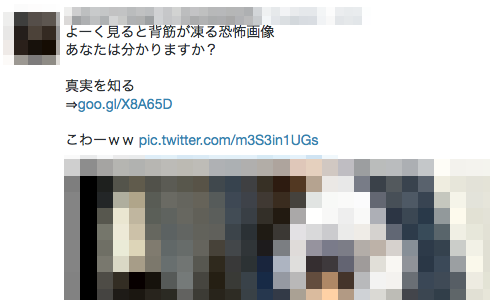 よーく見ると背筋が凍る恐怖画像
あなたは分かりますか？
真実を知る
⇒goo.gl/X8A65D
こわーｗｗ pic.twitter.com/m3S3in1UGs